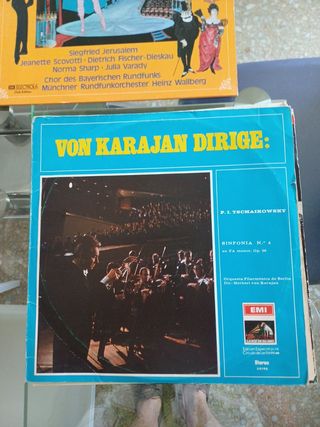 EMI ELECTROLA
Siegfried Jerusalem
Jeanette Scovotti · Dietrich Fischer-Dieskau
Norma Sharp · Julia Varady
Chor des Bayerischen Rundfunks
Münchner Rundfunkorchester Heinz Wallberg
VON KARAJAN DIRIGE:
P. I. TSCHAIKOWSKY
SINFONIA N.º 4
en Fa menor, Op. 36
Orquesta Filarmónica de Berlín
Dir.: Herbert von Karajan
EMI
Stereo